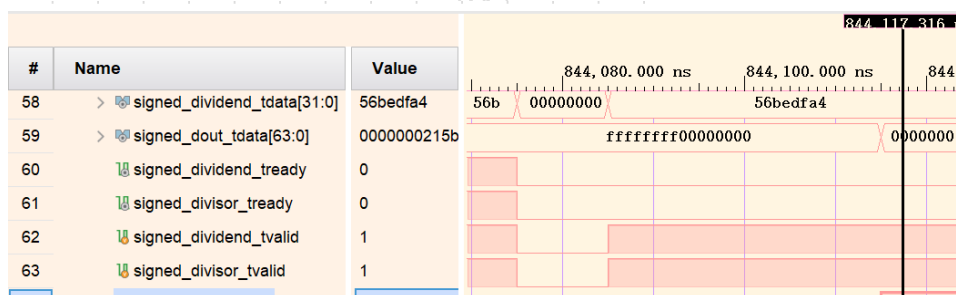 844,117.316
# Name Value 844,080.000 ns 844,100.000 ns 844
58 signed_dividend_tdata[31:0] 56bedfa4 56b 00000000 56bedfa4
59 signed_dout_tdata[63:0] 0000000215b ffffffff00000000 0000000
60 signed_dividend_tready 0
61 signed_divisor_tready 0
62 signed_dividend_tvalid 1
63 signed_divisor_tvalid 1